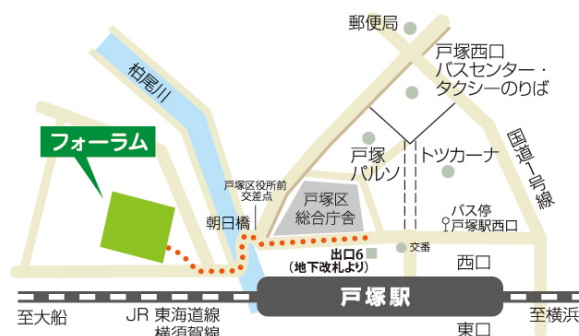 郵便局
戸塚西口
バスセンター・
タクシーのりば
柏尾川
国道1号線
フォーラム
戸塚
パルソ
トツカーナ
戸塚区役所前
交差点
戸塚区
総合庁舎
朝日橋
バス停
戸塚駅西口
出口6
(地下改札より)
交番
西口
戸塚駅
至大船
JR 東海道線
横須賀線
至横浜
東口